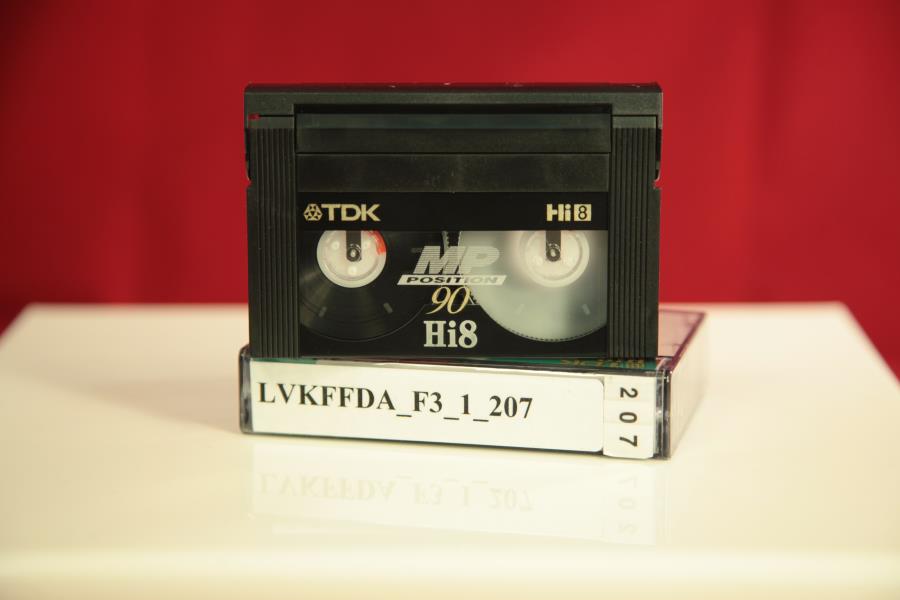 TDK Hi8
MP
POSITION
90
Hi8
LVKFFDA_F3_1_207
207